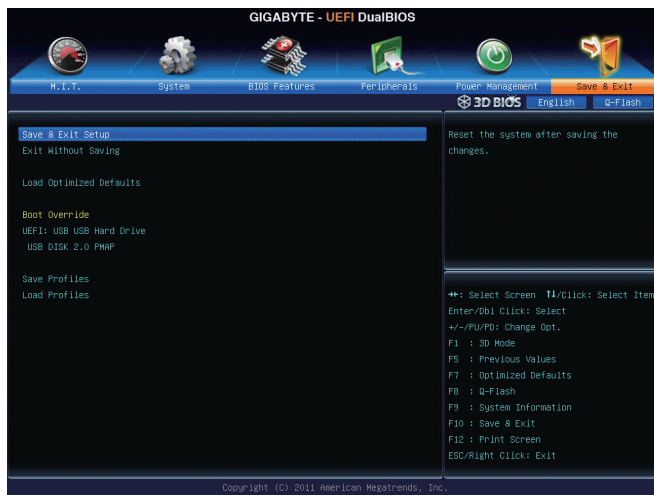 GIGABYTE - UEFI DualBIOS
M.I.T.
System
BIOS Features
Peripherals
Power Management
Save & Exit
3D BIOS
English
Q-Flash
Save & Exit Setup
Exit Without Saving
Load Optimized Defaults
Boot Override
UEFI: USB USB Hard Drive
USB DISK 2.0 PMAP
Save Profiles
Load Profiles
Reset the system after saving the
changes.
→←: Select Screen ↑↓/Click: Select Item
Enter/Dbl Click: Select
+/-/PU/PD: Change Opt.
F1 : 3D Mode
F5 : Previous Values
F7 : Optimized Defaults
F8 : Q-Flash
F9 : System Information
F10 : Save & Exit
F12 : Print Screen
ESC/Right Click: Exit
Copyright (C) 2011 American Megatrends, Inc.